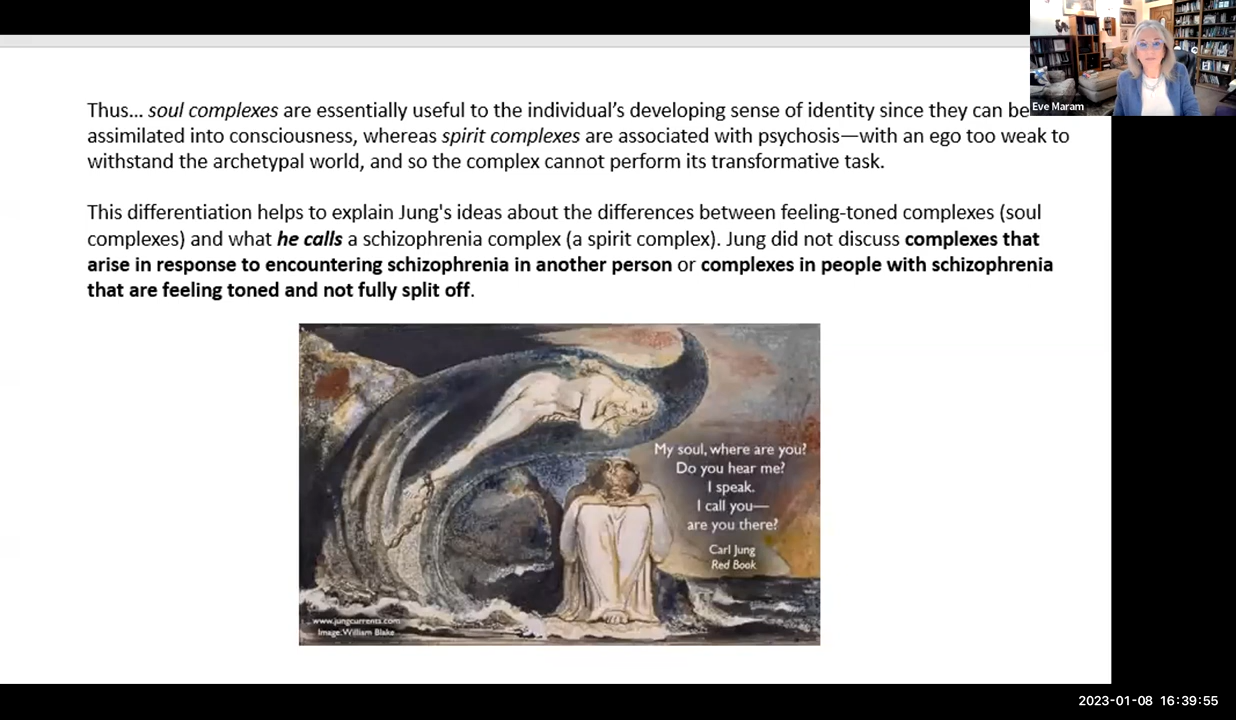 Eve Maram
Thus... soul complexes are essentially useful to the individual’s developing sense of identity since they can be
assimilated into consciousness, whereas spirit complexes are associated with psychosis—with an ego too weak to
withstand the archetypal world, and so the complex cannot perform its transformative task.
This differentiation helps to explain Jung's ideas about the differences between feeling-toned complexes (soul
complexes) and what he calls a schizophrenia complex (a spirit complex). Jung did not discuss complexes that
arise in response to encountering schizophrenia in another person or complexes in people with schizophrenia
that are feeling toned and not fully split off.
My soul, where are you?
Do you hear me?
I speak.
I call you—
are you there?
Carl Jung
Red Book
www.jungcurrents.com
Image:William Blake
2023-01-08 16:39:55